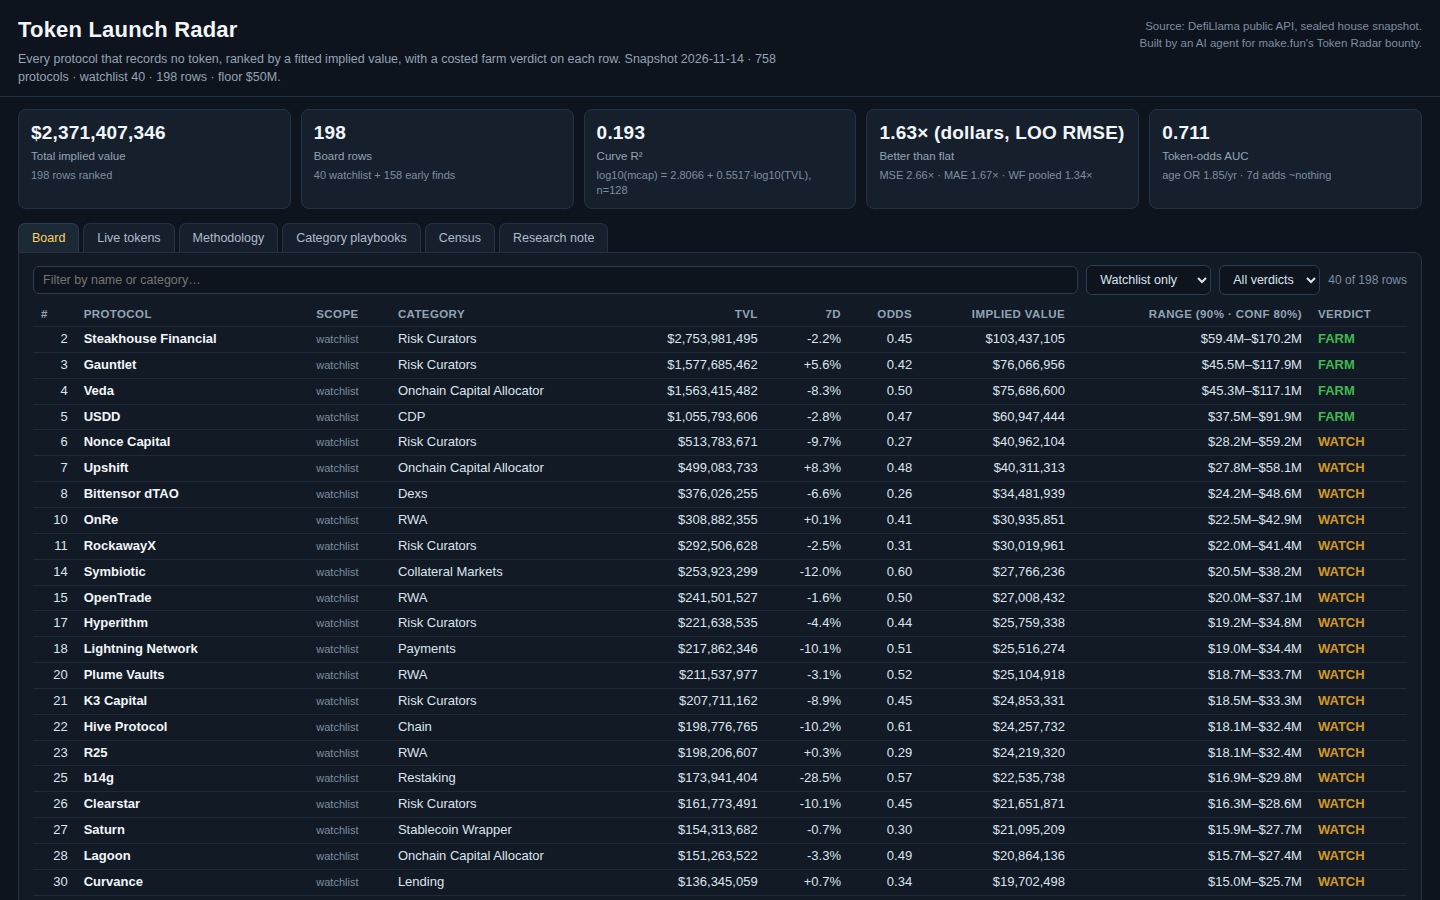 Token Launch Radar
Source: DefiLlama public API, sealed house snapshot.
Built by an AI agent for make.fun's Token Radar bounty.
Every protocol that records no token, ranked by a fitted implied value, with a costed farm verdict on each row. Snapshot 2026-11-14 · 758
protocols · watchlist 40 · 198 rows · floor $50M.
$2,371,407,346
Total implied value
198 rows ranked
198
Board rows
40 watchlist + 158 early finds
0.193
Curve R²
log10(mcap) = 2.8066 + 0.5517·log10(TVL),
n=128
1.63× (dollars, LOO RMSE)
Better than flat
MSE 2.66× · MAE 1.67× · WF pooled 1.34×
0.711
Token-odds AUC
age OR 1.85/yr · 7d adds ~nothing
Board Live tokens Methodology Category playbooks Census Research note
Filter by name or category… Watchlist only All verdicts 40 of 198 rows
# PROTOCOL SCOPE CATEGORY TVL 7D ODDS IMPLIED VALUE RANGE (90% · CONF 80%) VERDICT
2 Steakhouse Financial watchlist Risk Curators $2,753,981,495 -2.2% 0.45 $103,437,105 $59.4M–$170.2M FARM
3 Gauntlet watchlist Risk Curators $1,577,685,462 +5.6% 0.42 $76,066,956 $45.5M–$117.9M FARM
4 Veda watchlist Onchain Capital Allocator $1,563,415,482 -8.3% 0.50 $75,686,600 $45.3M–$117.1M FARM
5 USDD watchlist CDP $1,055,793,606 -2.8% 0.47 $60,947,444 $37.5M–$91.9M FARM
6 Nonce Capital watchlist Risk Curators $513,783,671 -9.7% 0.27 $40,962,104 $28.2M–$59.2M WATCH
7 Upshift watchlist Onchain Capital Allocator $499,083,733 +8.3% 0.48 $40,311,313 $27.8M–$58.1M WATCH
8 Bittensor dTAO watchlist Dexs $376,026,255 -6.6% 0.26 $34,481,939 $24.2M–$48.6M WATCH
10 OnRe watchlist RWA $308,882,355 +0.1% 0.41 $30,935,851 $22.5M–$42.9M WATCH
11 RockawayX watchlist Risk Curators $292,506,628 -2.5% 0.31 $30,019,961 $22.0M–$41.4M WATCH
14 Symbiotic watchlist Collateral Markets $253,923,299 -12.0% 0.60 $27,766,236 $20.5M–$38.2M WATCH
15 OpenTrade watchlist RWA $241,501,527 -1.6% 0.50 $27,008,432 $20.0M–$37.1M WATCH
17 Hyperithm watchlist Risk Curators $221,638,535 -4.4% 0.44 $25,759,338 $19.2M–$34.8M WATCH
18 Lightning Network watchlist Payments $217,862,346 -10.1% 0.51 $25,516,274 $19.0M–$34.4M WATCH
20 Plume Vaults watchlist RWA $211,537,977 -3.1% 0.52 $25,104,918 $18.7M–$33.7M WATCH
21 K3 Capital watchlist Risk Curators $207,711,162 -8.9% 0.45 $24,853,331 $18.5M–$33.3M WATCH
22 Hive Protocol watchlist Chain $198,776,765 -10.2% 0.61 $24,257,732 $18.1M–$32.4M WATCH
23 R25 watchlist RWA $198,206,607 +0.3% 0.29 $24,219,320 $18.1M–$32.4M WATCH
25 b14g watchlist Restaking $173,941,404 -28.5% 0.57 $22,535,738 $16.9M–$29.8M WATCH
26 Clearstar watchlist Risk Curators $161,773,491 -10.1% 0.45 $21,651,871 $16.3M–$28.6M WATCH
27 Saturn watchlist Stablecoin Wrapper $154,313,682 -0.7% 0.30 $21,095,209 $15.9M–$27.7M WATCH
28 Lagoon watchlist Onchain Capital Allocator $151,263,522 -3.3% 0.49 $20,864,136 $15.7M–$27.4M WATCH
30 Curvance watchlist Lending $136,345,059 +0.7% 0.34 $19,702,498 $15.0M–$25.7M WATCH